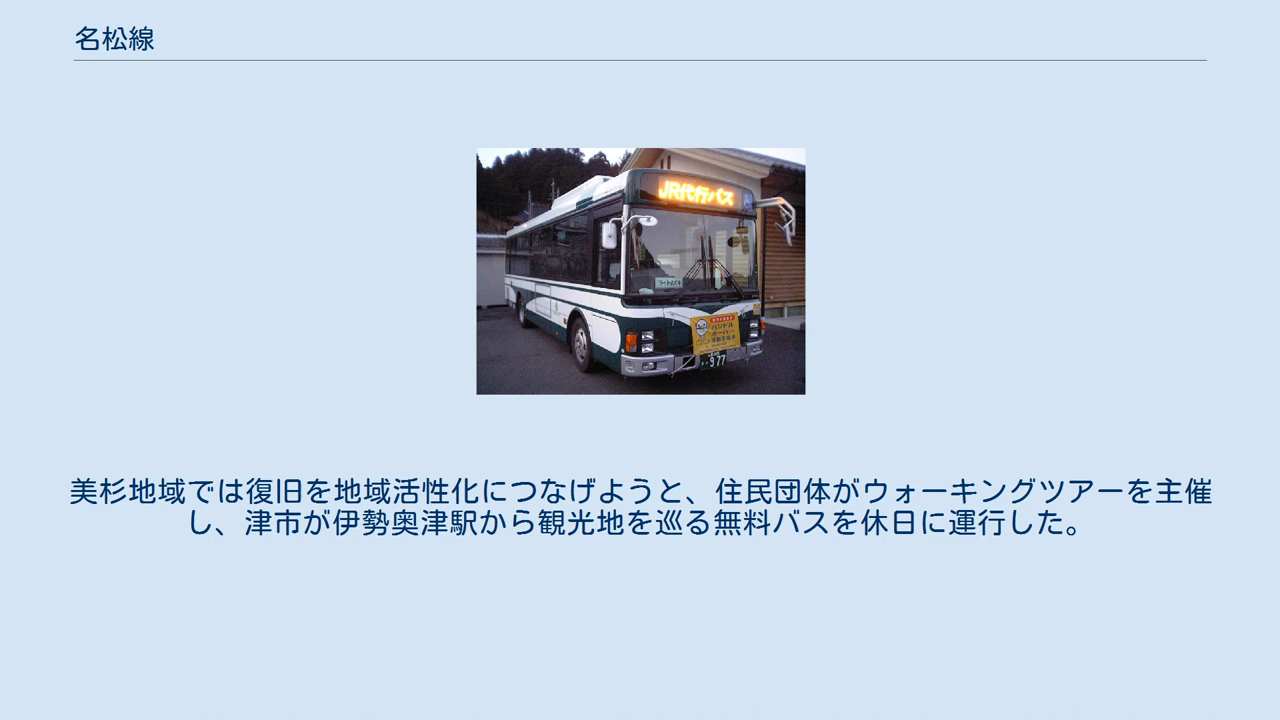 名松線
JR代行バス
977
美杉地域では復旧を地域活性化につなげようと、住民団体がウォーキングツアーを主催
し、津市が伊勢奥津駅から観光地を巡る無料バスを休日に運行した。